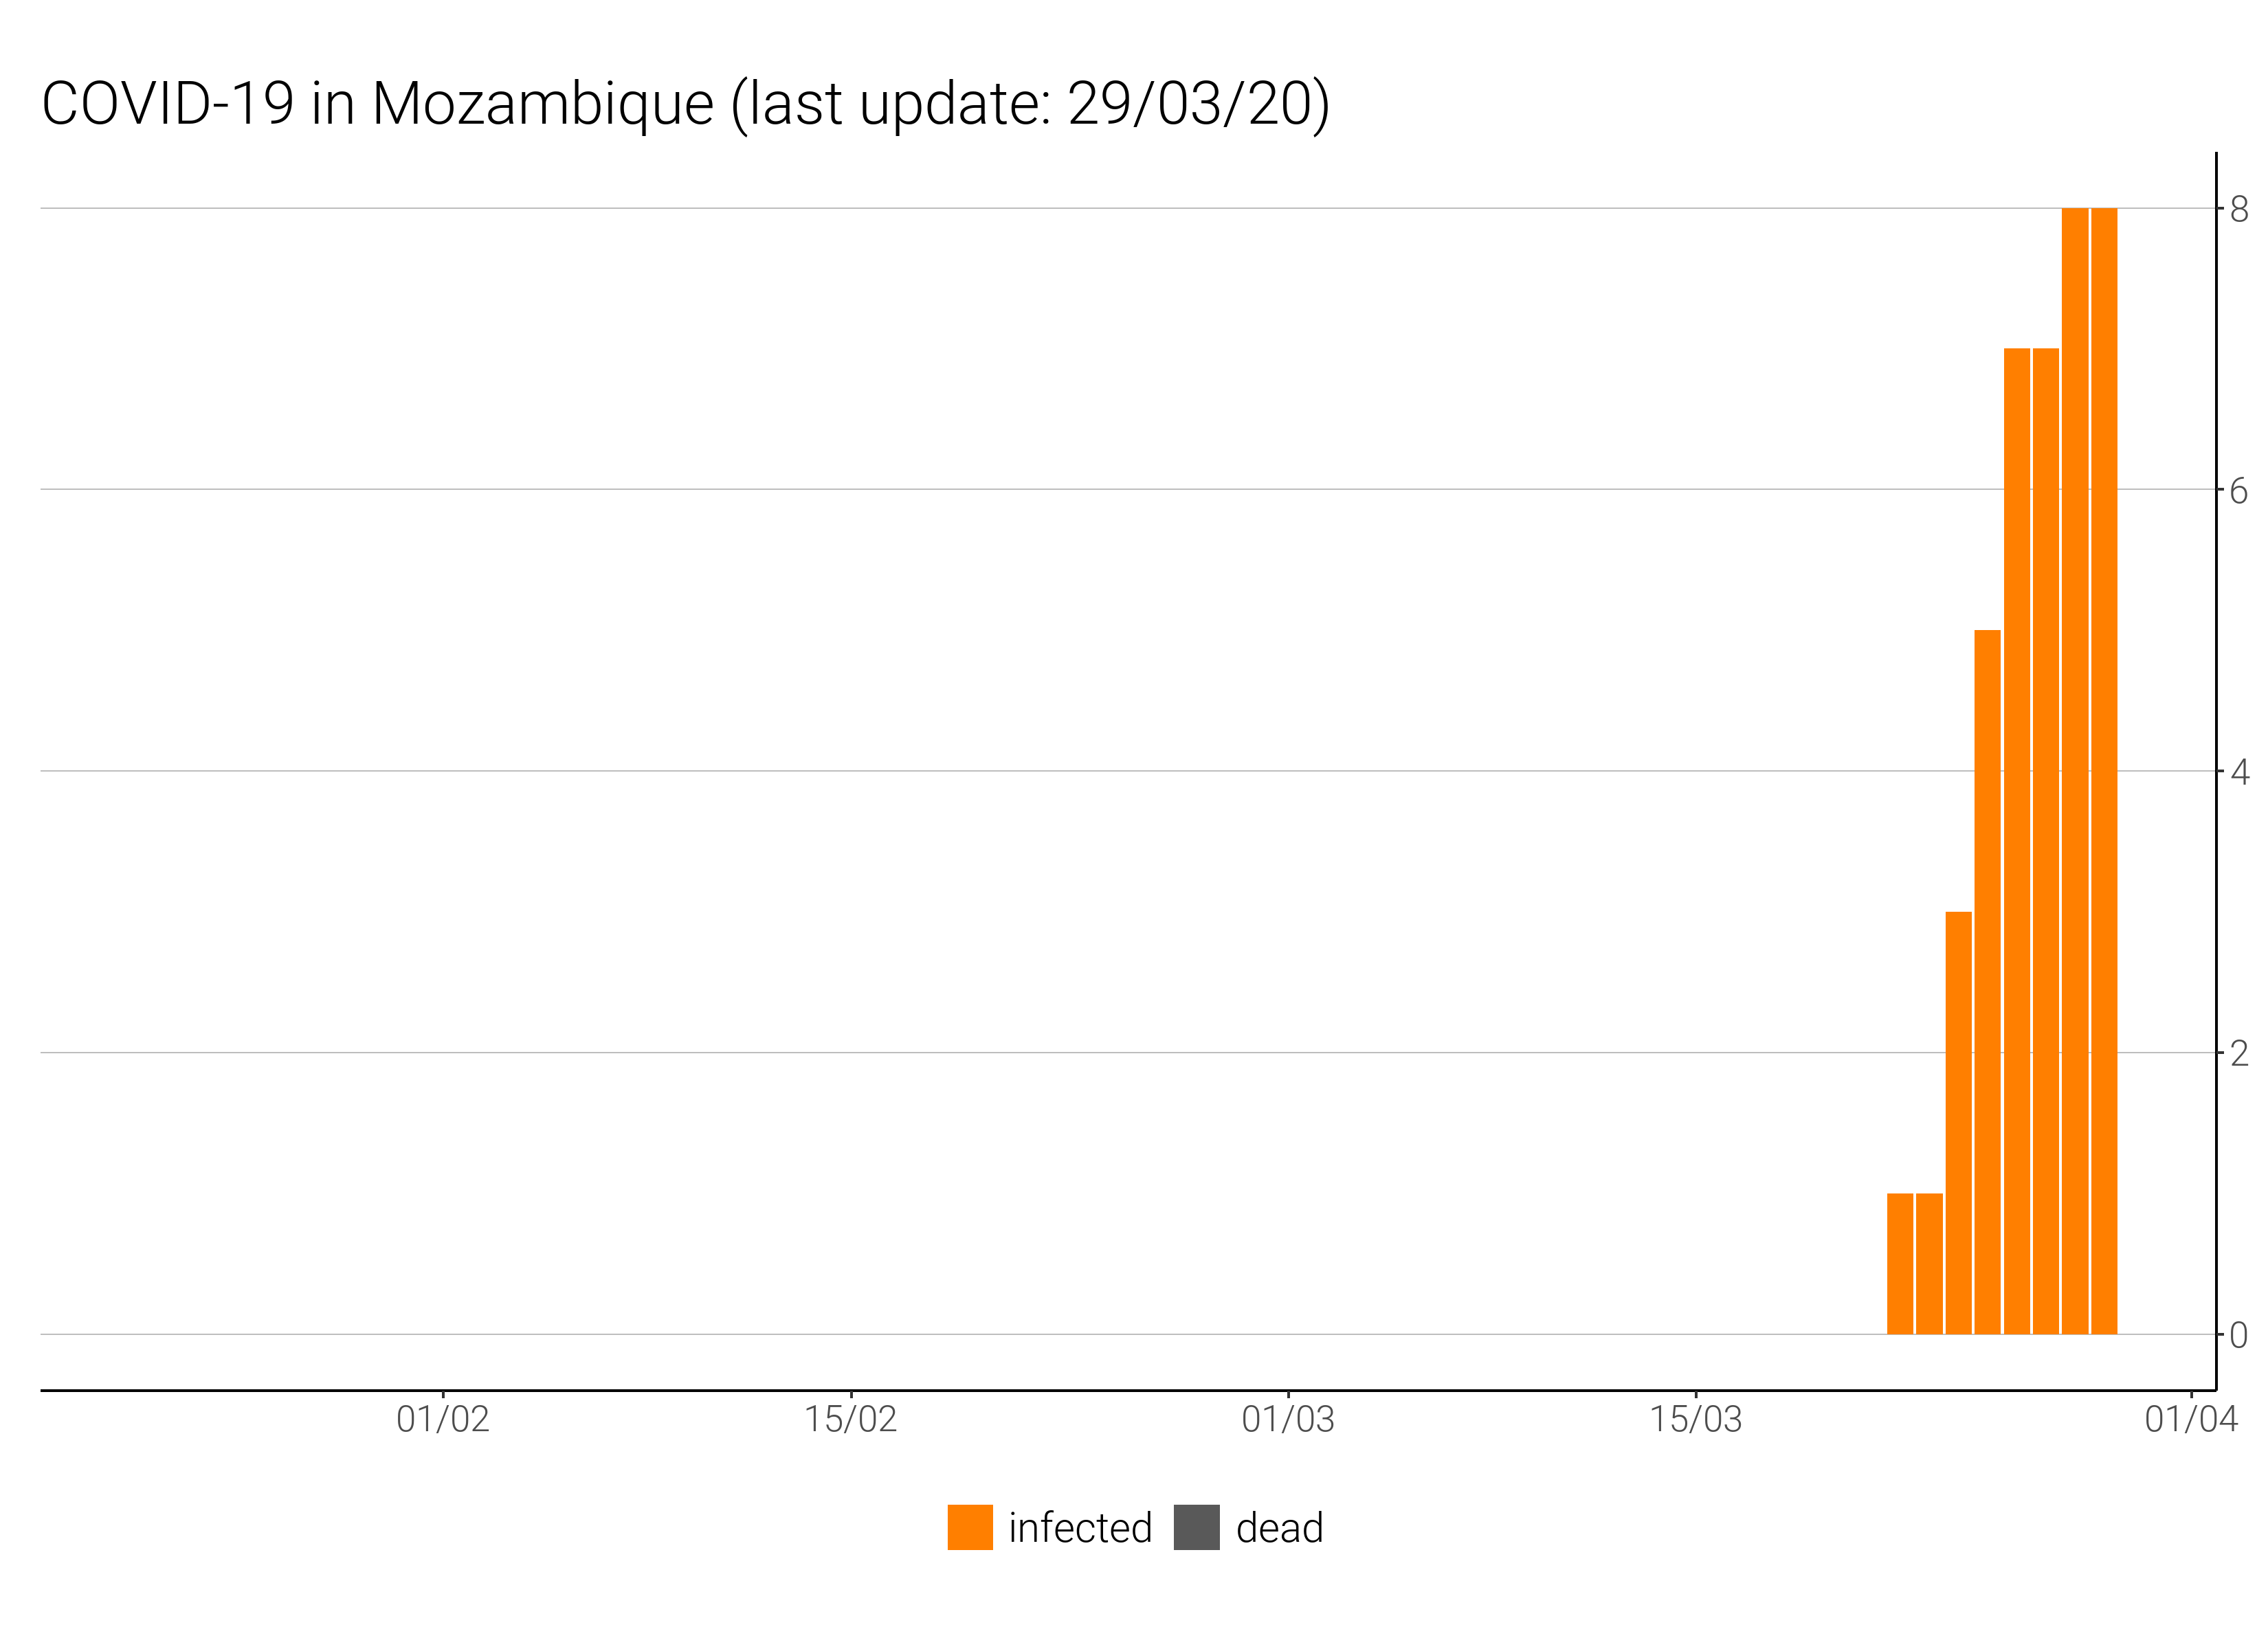 COVID-19 in Mozambique (last update: 29/03/20)
8
6
4
2
0
01/02 15/02 01/03 15/03 01/04
infected dead